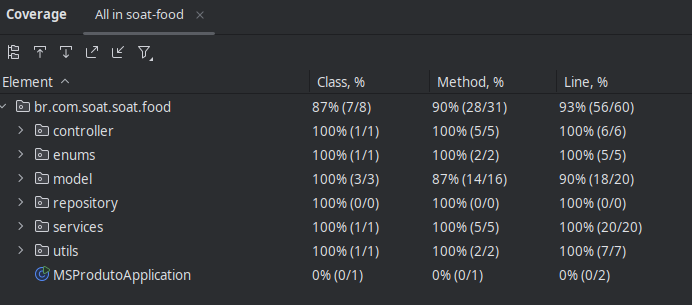 Coverage All in soat-food
Element Class, % Method, % Line, %
br.com.soat.soat.food 87% (7/8) 90% (28/31) 93% (56/60)
controller 100% (1/1) 100% (5/5) 100% (6/6)
enums 100% (1/1) 100% (2/2) 100% (5/5)
model 100% (3/3) 87% (14/16) 90% (18/20)
repository 100% (0/0) 100% (0/0) 100% (0/0)
services 100% (1/1) 100% (5/5) 100% (20/20)
utils 100% (1/1) 100% (2/2) 100% (7/7)
MSProdutoApplication 0% (0/1) 0% (0/1) 0% (0/2)